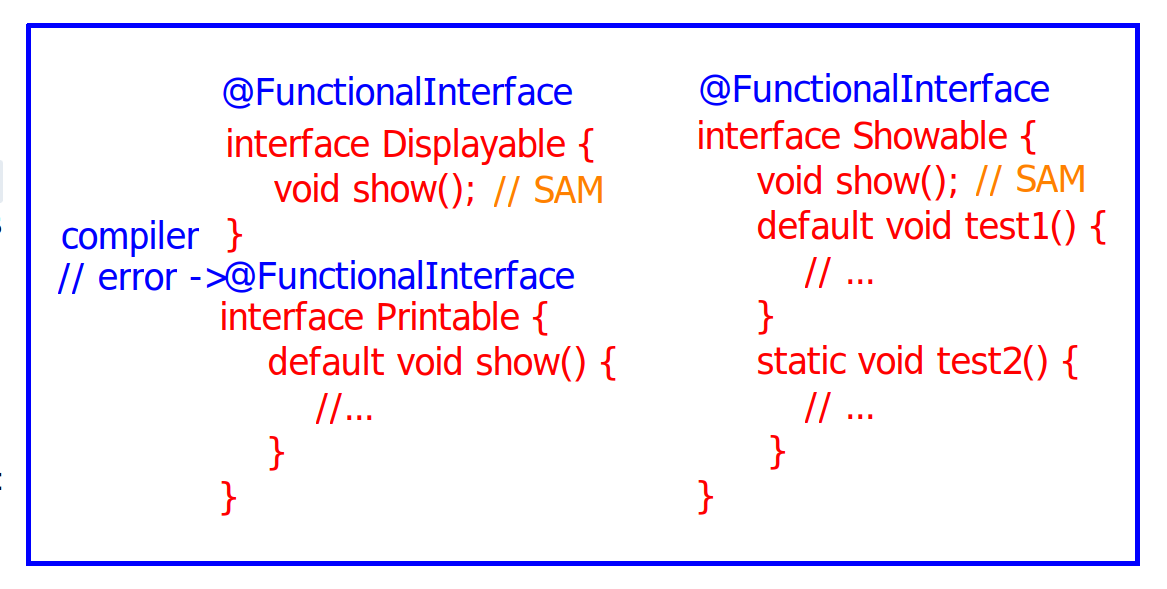 @FunctionalInterface
interface Displayable {
void show(); // SAM
}
compiler
// error ->@FunctionalInterface
interface Printable {
default void show() {
//...
}
}
@FunctionalInterface
interface Showable {
void show(); // SAM
default void test1() {
// ...
}
static void test2() {
// ...
}
}